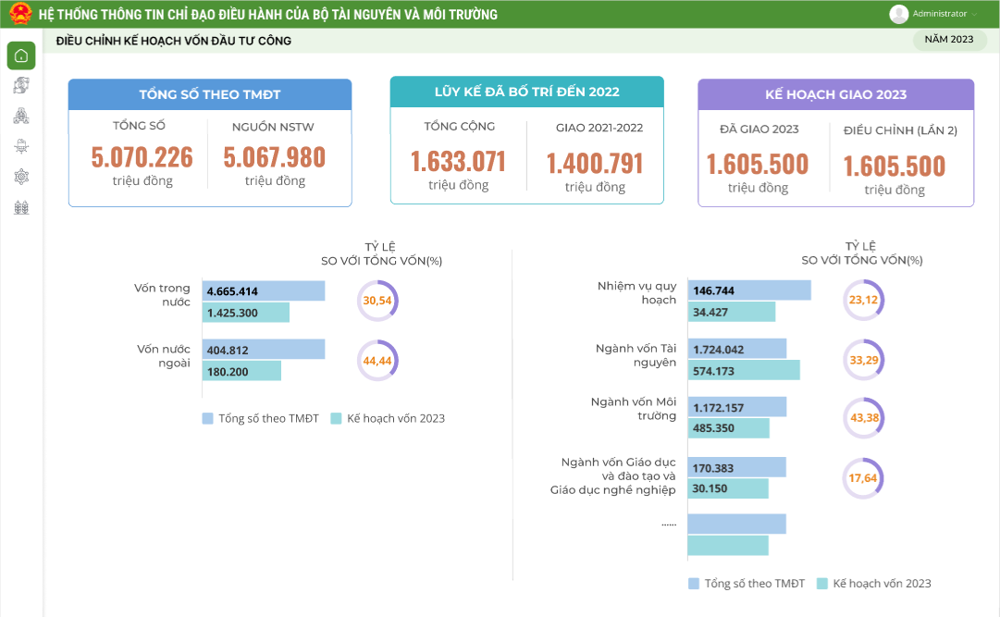 HỆ THỐNG THÔNG TIN CHỈ ĐẠO ĐIỀU HÀNH CỦA BỘ TÀI NGUYÊN VÀ MÔI TRƯỜNG
Administrator
ĐIỀU CHỈNH KẾ HOẠCH VỐN ĐẦU TƯ CÔNG
NĂM 2023
TỔNG SỐ THEO TMĐT
TỔNG SỐ
5.070.226
triệu đồng
NGUỒN NSTW
5.067.980
triệu đồng
LŨY KẾ ĐÃ BỐ TRÍ ĐẾN 2022
TỔNG CỘNG
1.633.071
triệu đồng
GIAO 2021-2022
1.400.791
triệu đồng
KẾ HOẠCH GIAO 2023
ĐÃ GIAO 2023
1.605.500
triệu đồng
ĐIỀU CHỈNH (LẦN 2)
1.605.500
triệu đồng
TỶ LỆ
SO VỚI TỔNG VỐN(%)
Vốn trong
nước
4.665.414
1.425.300
30,54
Vốn nước
ngoài
404.812
180.200
44,44
Tổng số theo TMĐT
Kế hoạch vốn 2023
TỶ LỆ
SO VỚI TỔNG VỐN(%)
Nhiệm vụ quy
hoạch
146.744
34.427
23,12
Ngành vốn Tài
nguyên
1.724.042
574.173
33,29
Ngành vốn Môi
trường
1.172.157
485.350
43,38
Ngành vốn Giáo dục
và đào tạo và
Giáo dục nghề nghiệp
170.383
30.150
17,64
......
Tổng số theo TMĐT
Kế hoạch vốn 2023